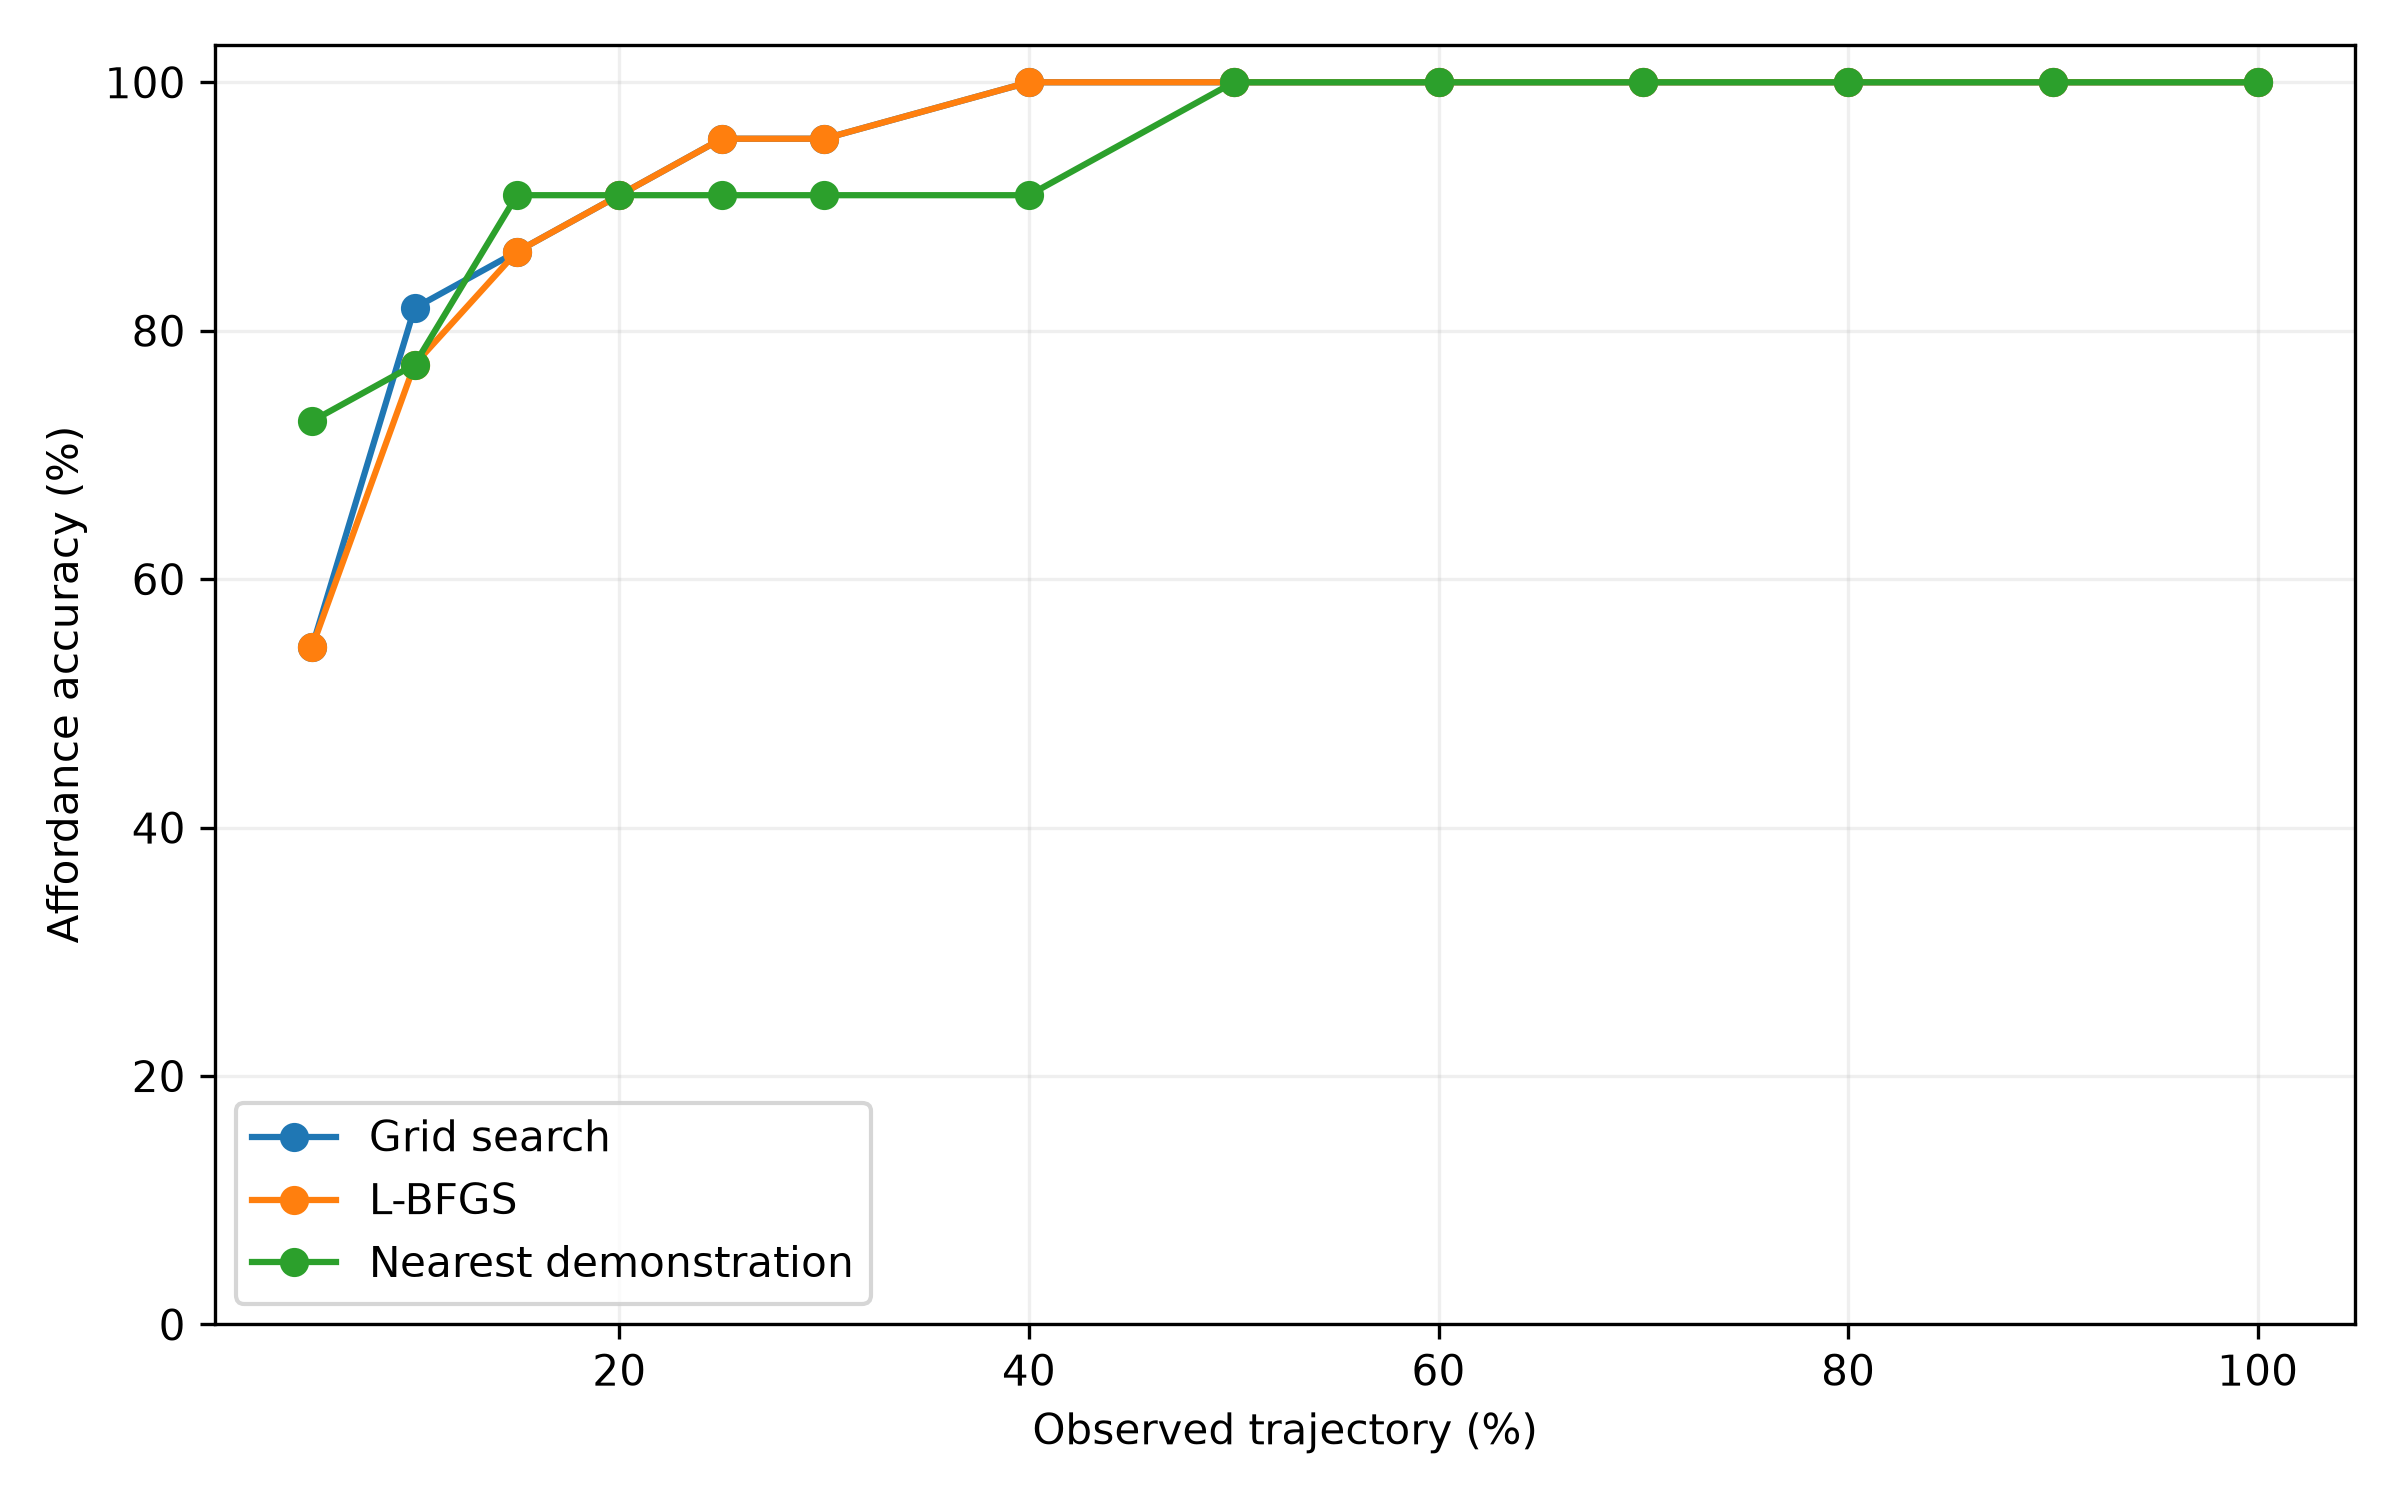 100
80
60
40
20
0
Affordance accuracy (%)
Grid search
L-BFGS
Nearest demonstration
20 40 60 80 100
Observed trajectory (%)